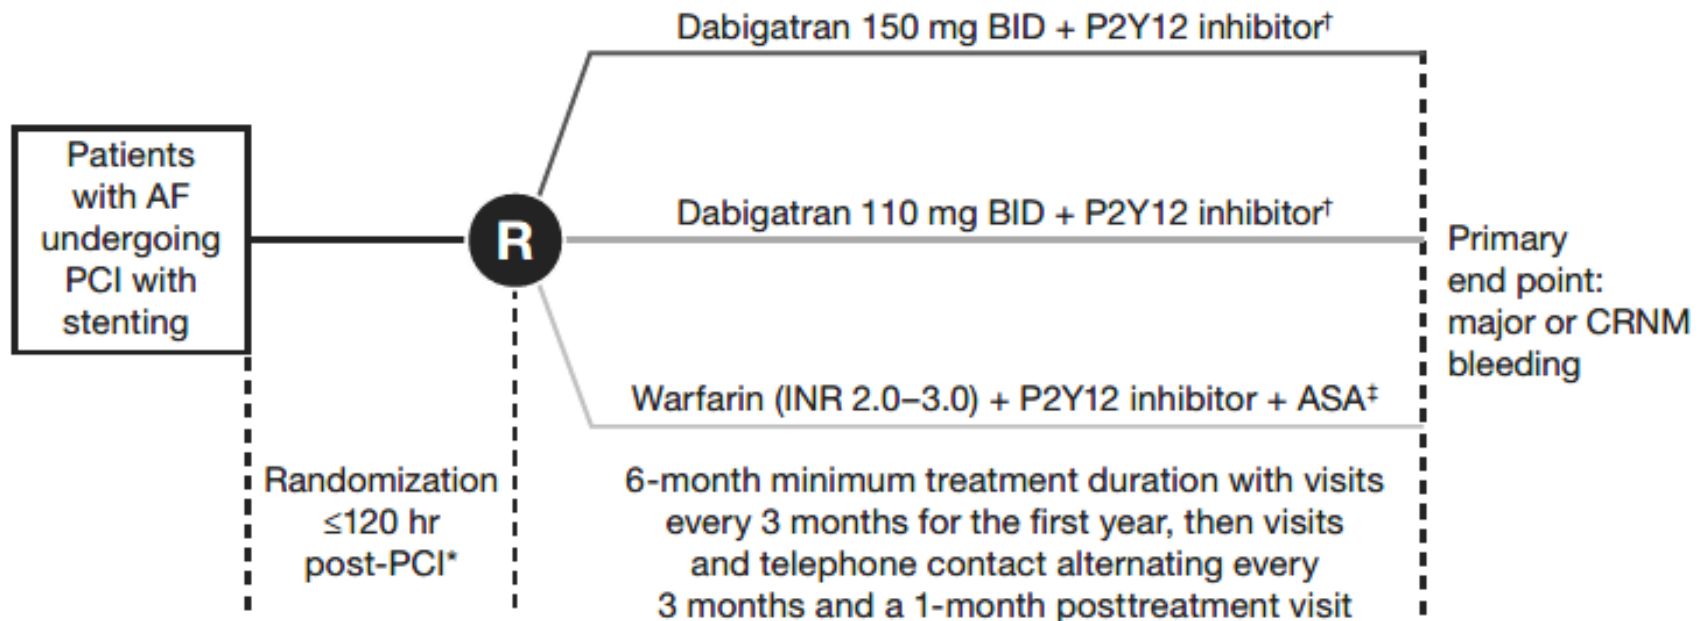 Dabigatran 150 mg BID + P2Y12 inhibitor†
Patients
with AF
undergoing
PCI with
stenting
R
Dabigatran 110 mg BID + P2Y12 inhibitor†
Primary
end point:
major or CRNM
bleeding
Warfarin (INR 2.0–3.0) + P2Y12 inhibitor + ASA‡
Randomization
≤120 hr
post-PCI*
6-month minimum treatment duration with visits
every 3 months for the first year, then visits
and telephone contact alternating every
3 months and a 1-month posttreatment visit